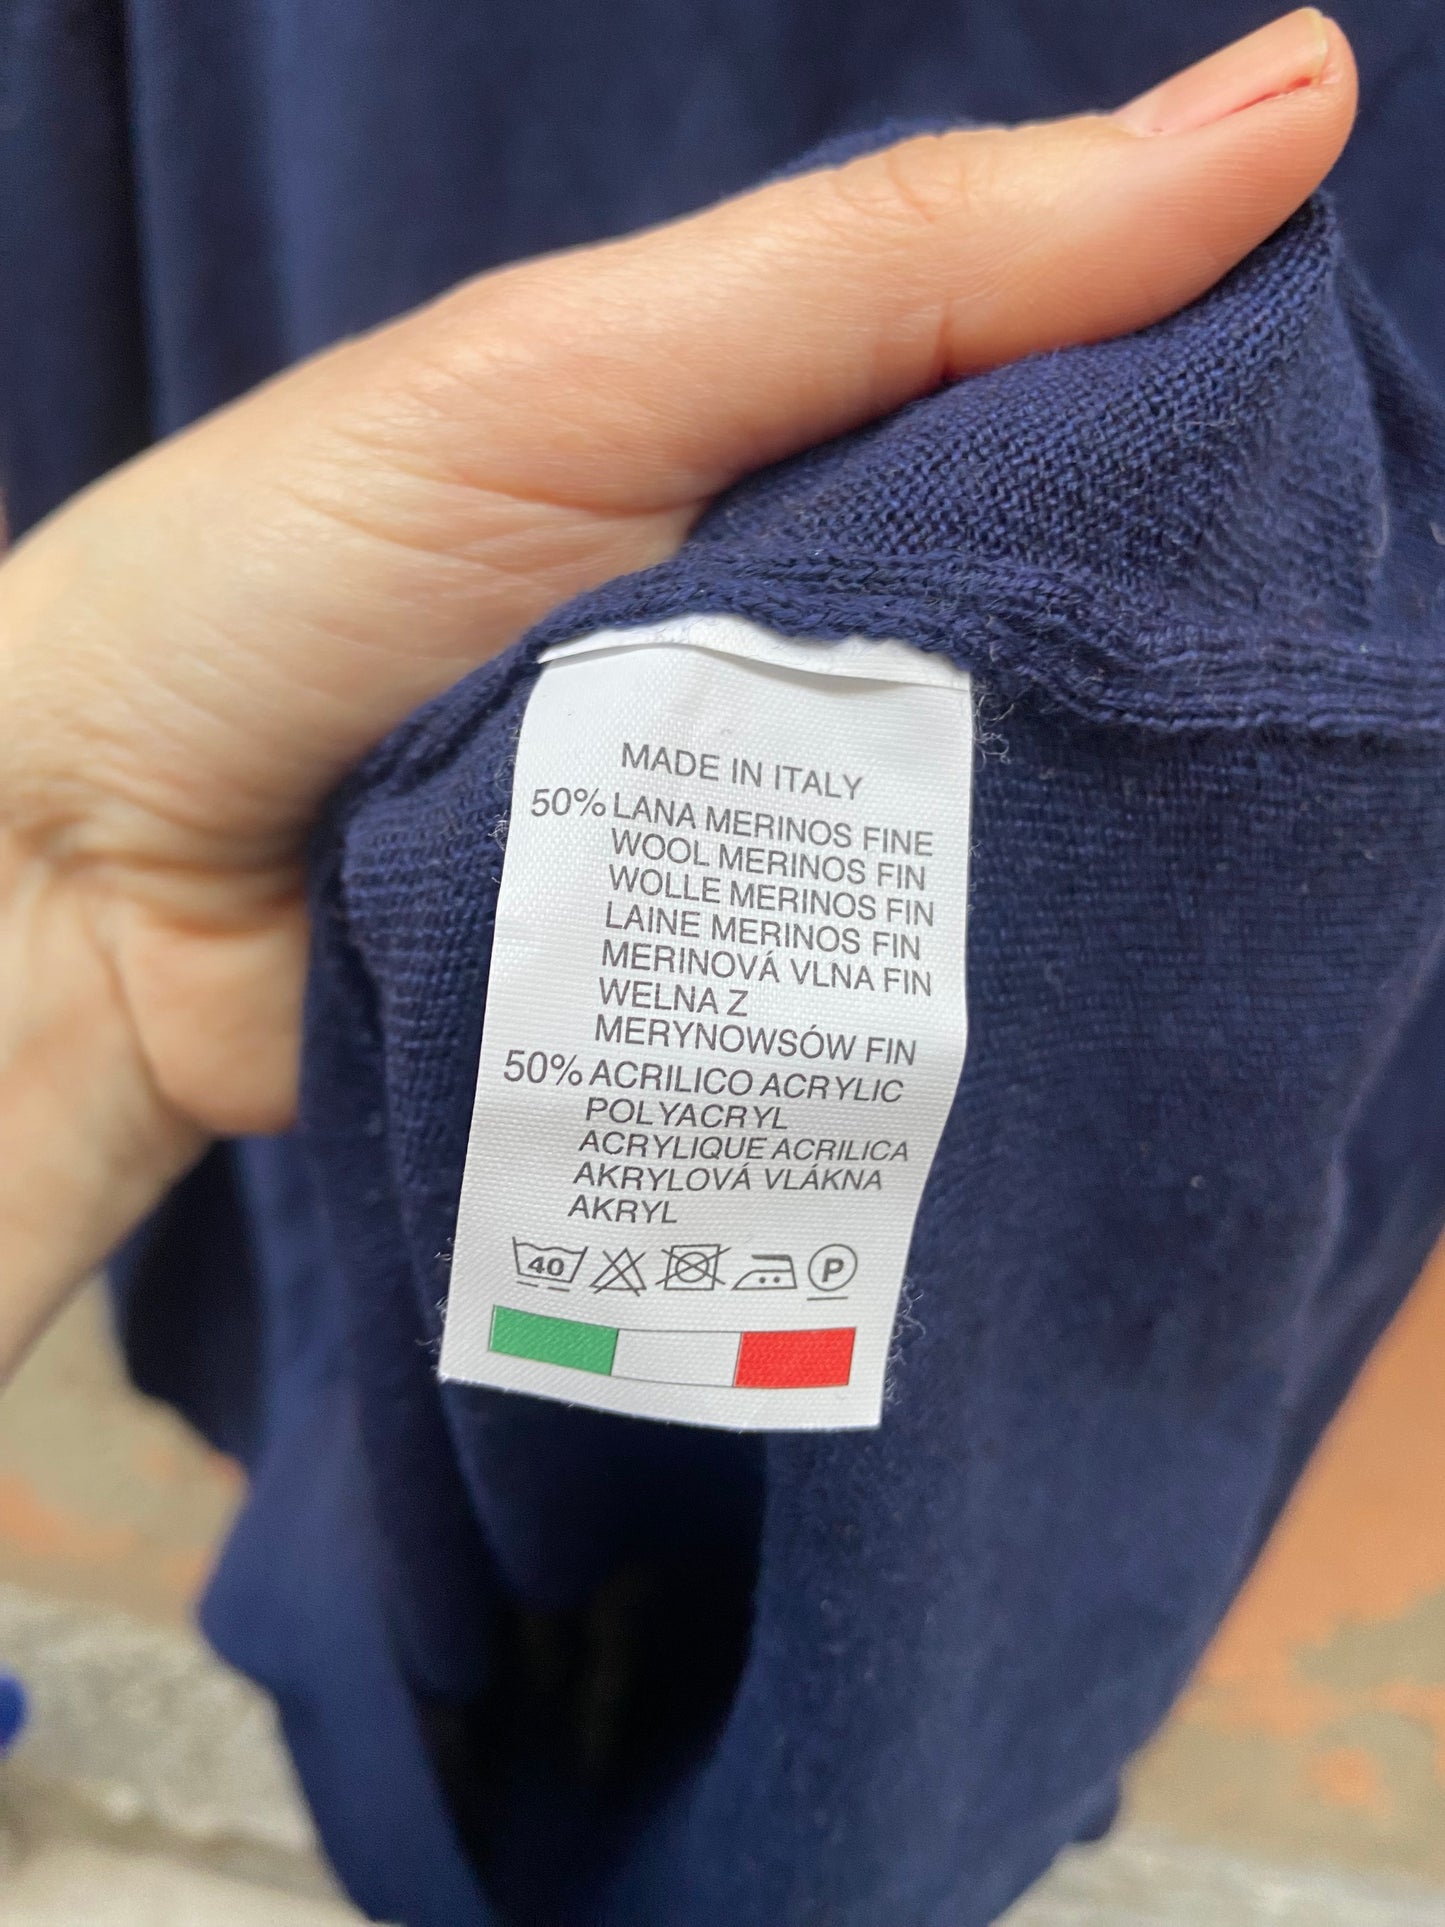 MADE IN ITALY
50% LANA MERINOS FINE
WOOL MERINOS FIN
WOLLE MERINOS FIN
LAINE MERINOS FIN
MERINOVÁ VLNA FIN
WELNA Z
MERYNOWSÓW FIN
50% ACRILICO ACRYLIC
POLYACRYL
ACRYLIQUE ACRILICA
AKRYLOVÁ VLÁKNA
AKRYL
40 P